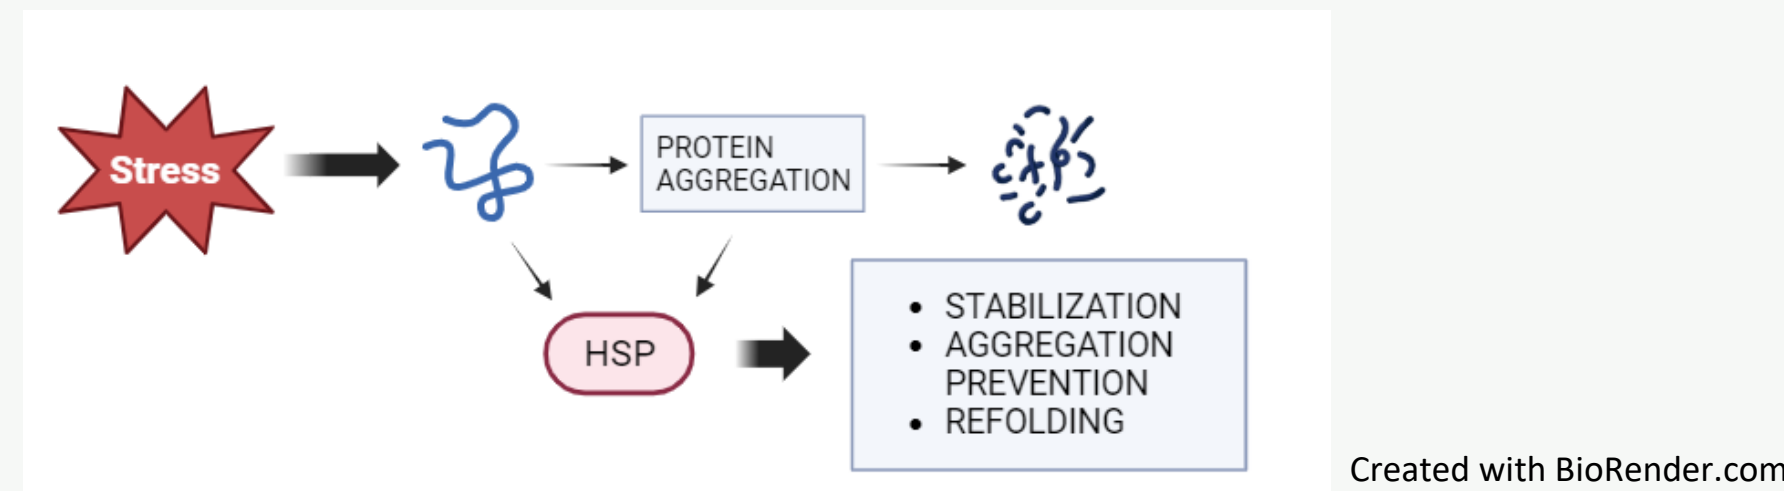 Stress
PROTEIN
AGGREGATION
HSP
• STABILIZATION
• AGGREGATION
PREVENTION
• REFOLDING
Created with BioRender.com